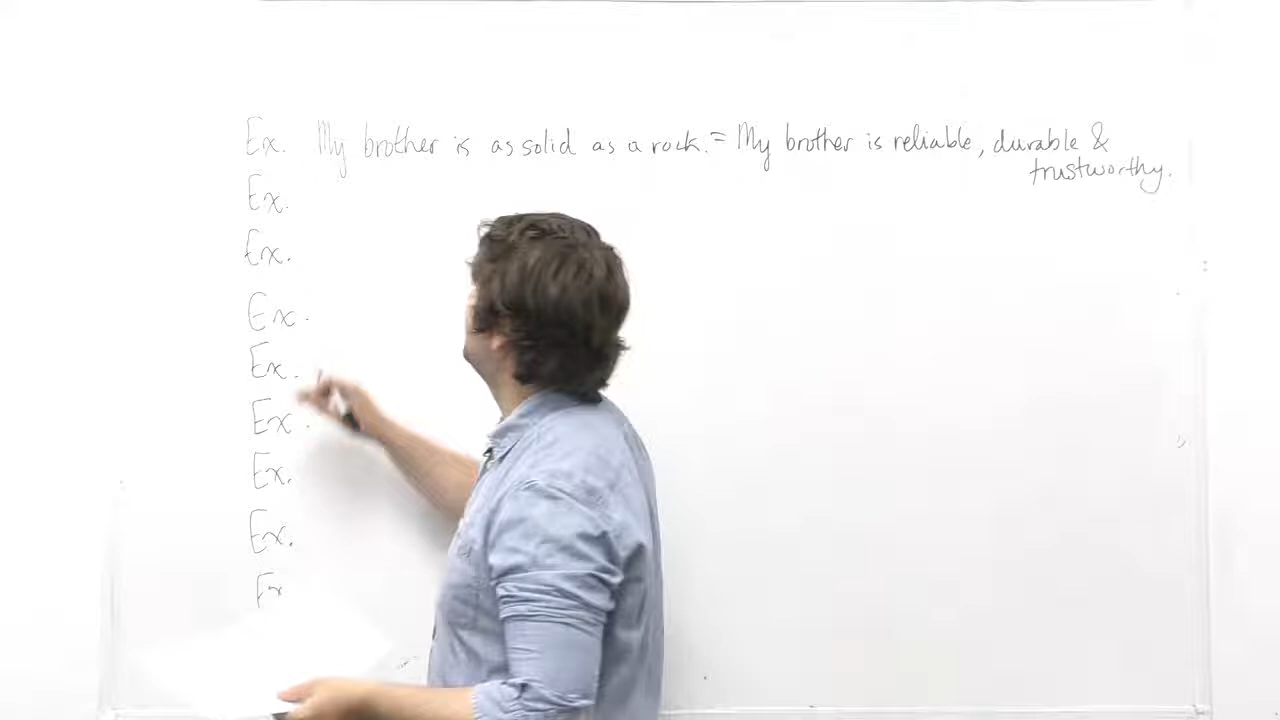 Ex. My brother is as solid as a rock. = My brother is reliable, durable &
trustworthy.
Ex.
Ex.
Ex.
Ex.
Ex.
Ex.
Ex.
Ex